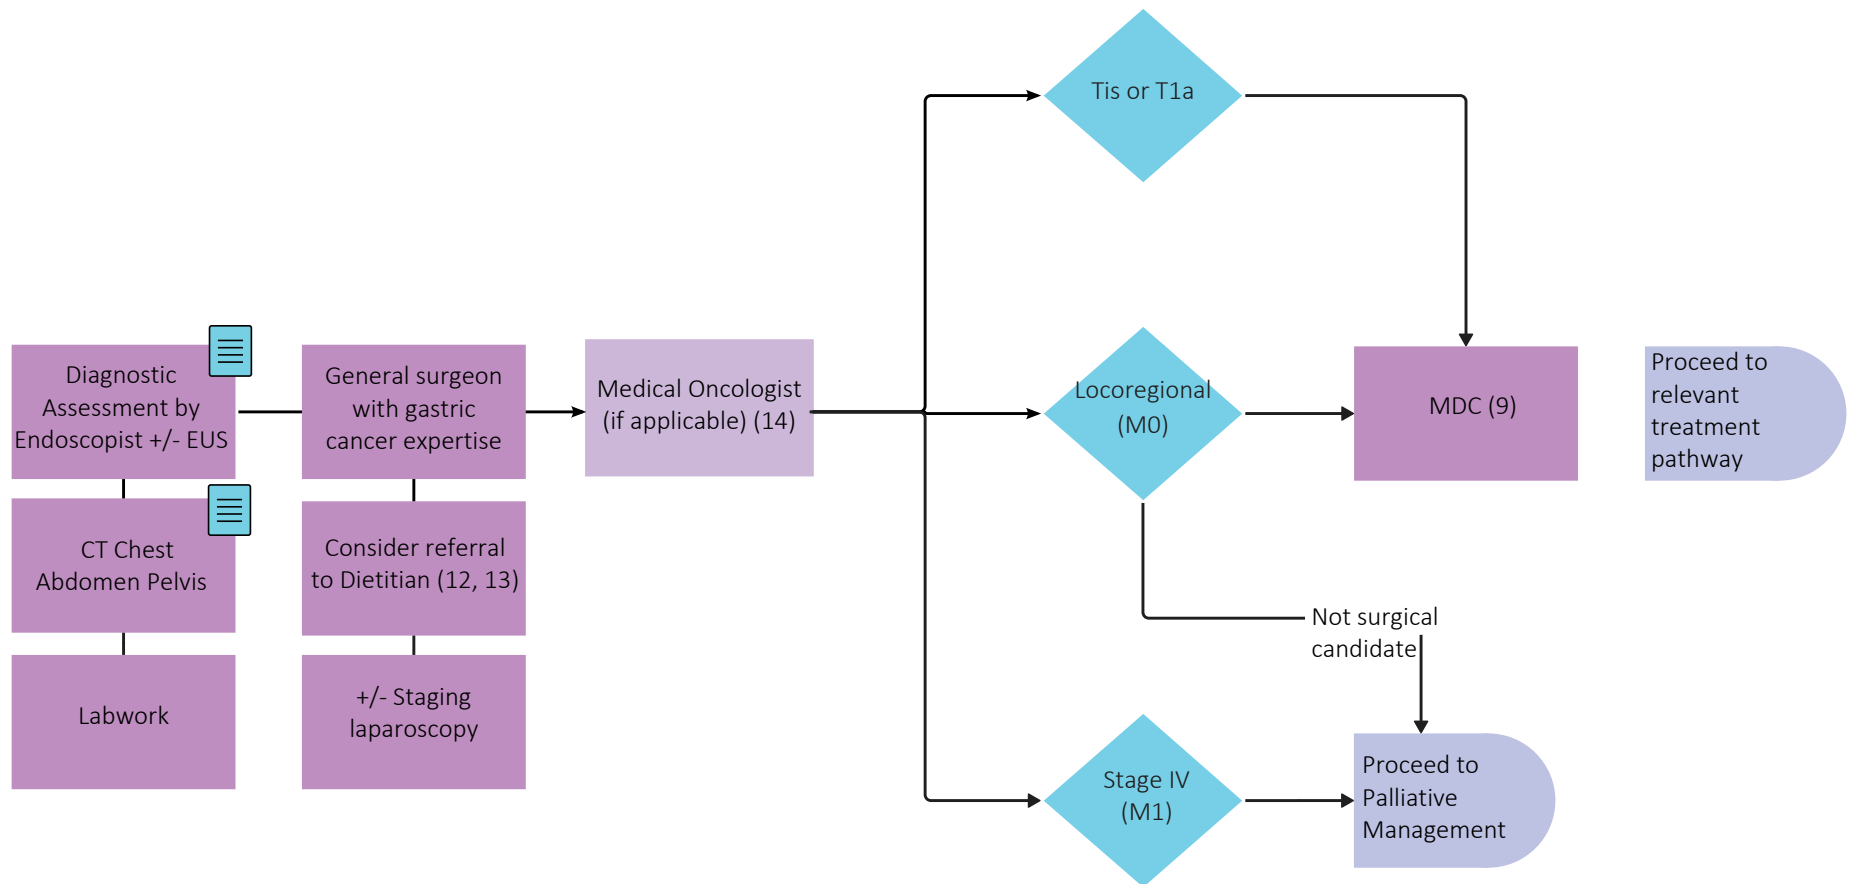 Diagnostic
Assessment by
Endoscopist +/- EUS
CT Chest
Abdomen Pelvis
Labwork
General surgeon
with gastric
cancer expertise
Consider referral
to Dietitian (12, 13)
+/- Staging
laparoscopy
Medical Oncologist
(if applicable) (14)
Tis or T1a
Locoregional
(M0)
Stage IV
(M1)
MDC (9)
Not surgical
candidate
Proceed to
Palliative
Management
Proceed to
relevant
treatment
pathway